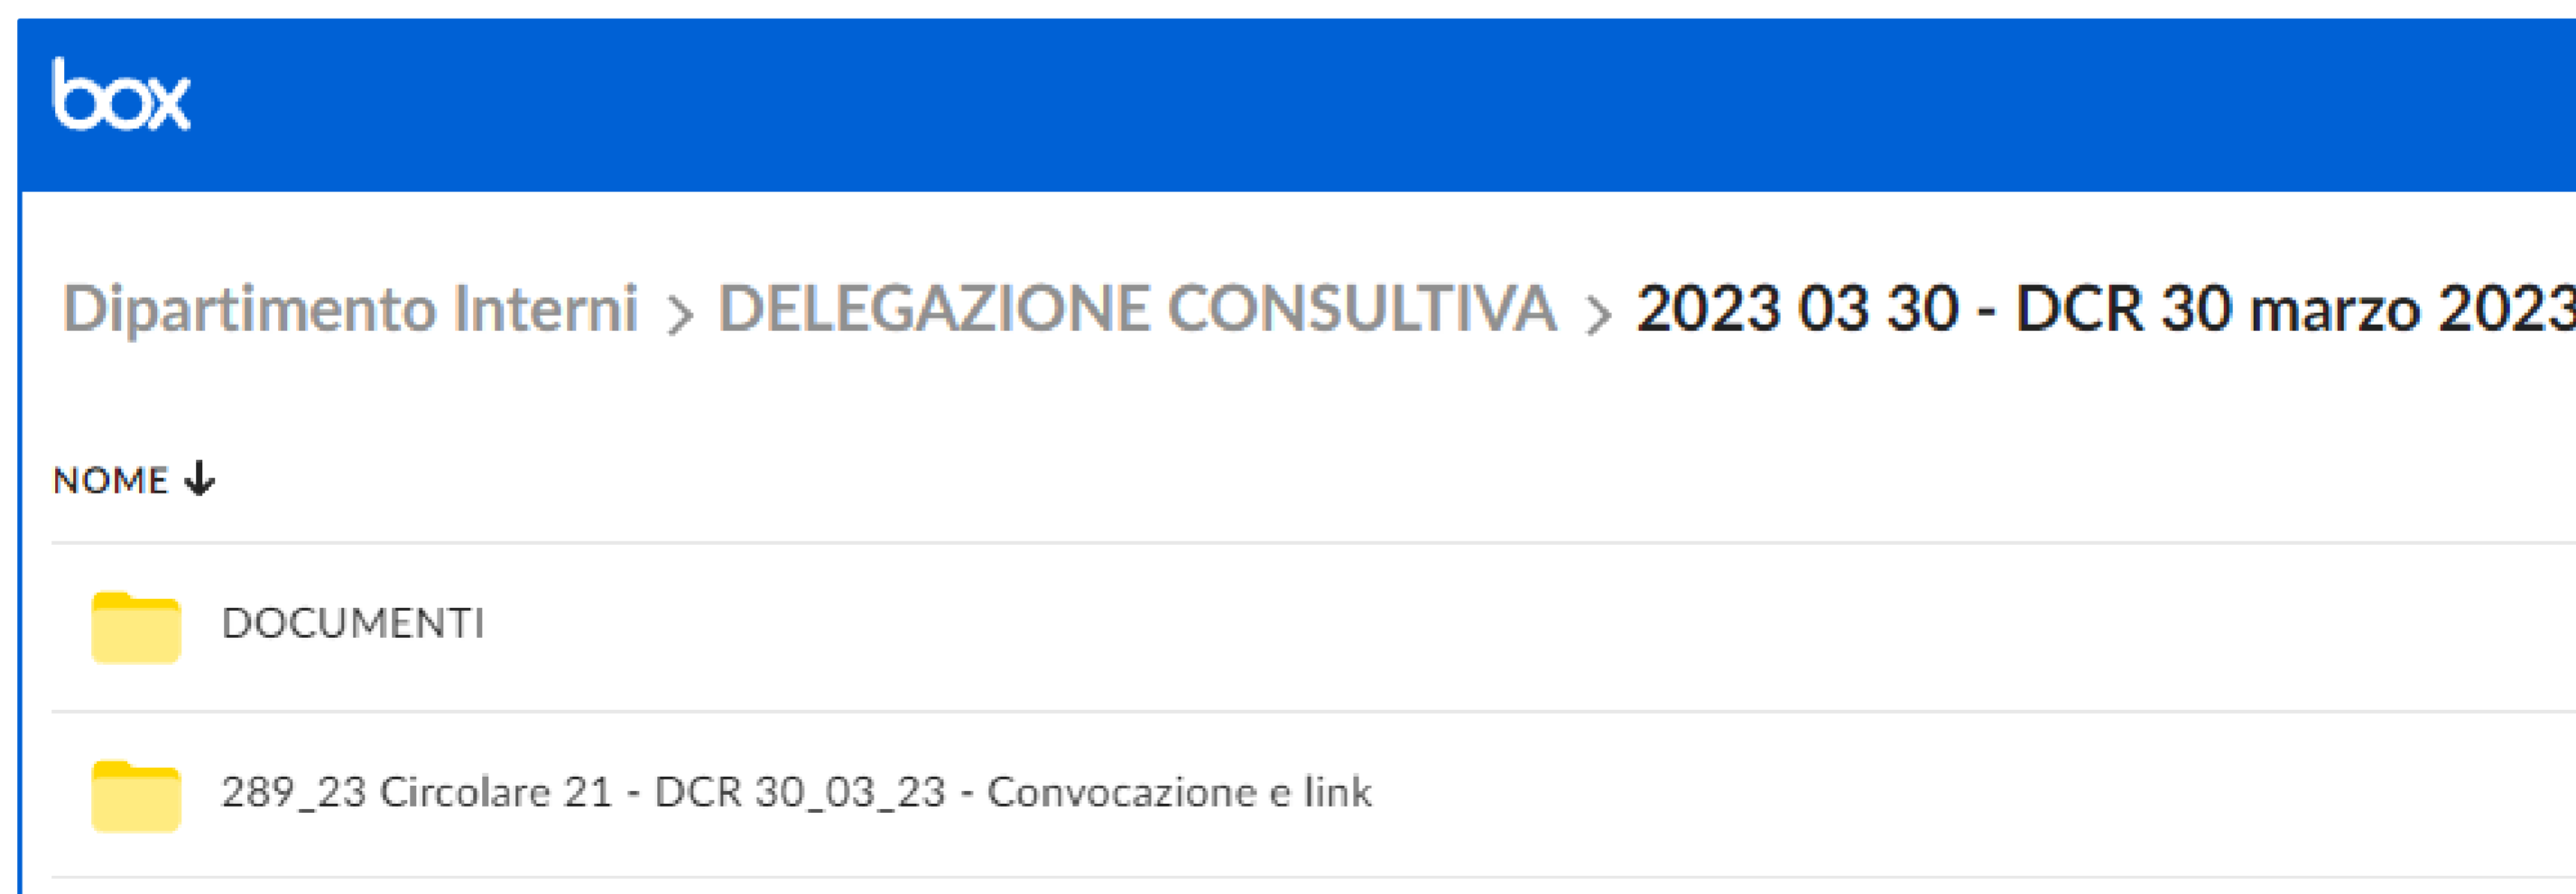 box
Dipartimento Interni > DELEGAZIONE CONSULTIVA > 2023 03 30 - DCR 30 marzo 2023
NOME ↓
DOCUMENTI
289_23 Circolare 21 - DCR 30_03_23 - Convocazione e link